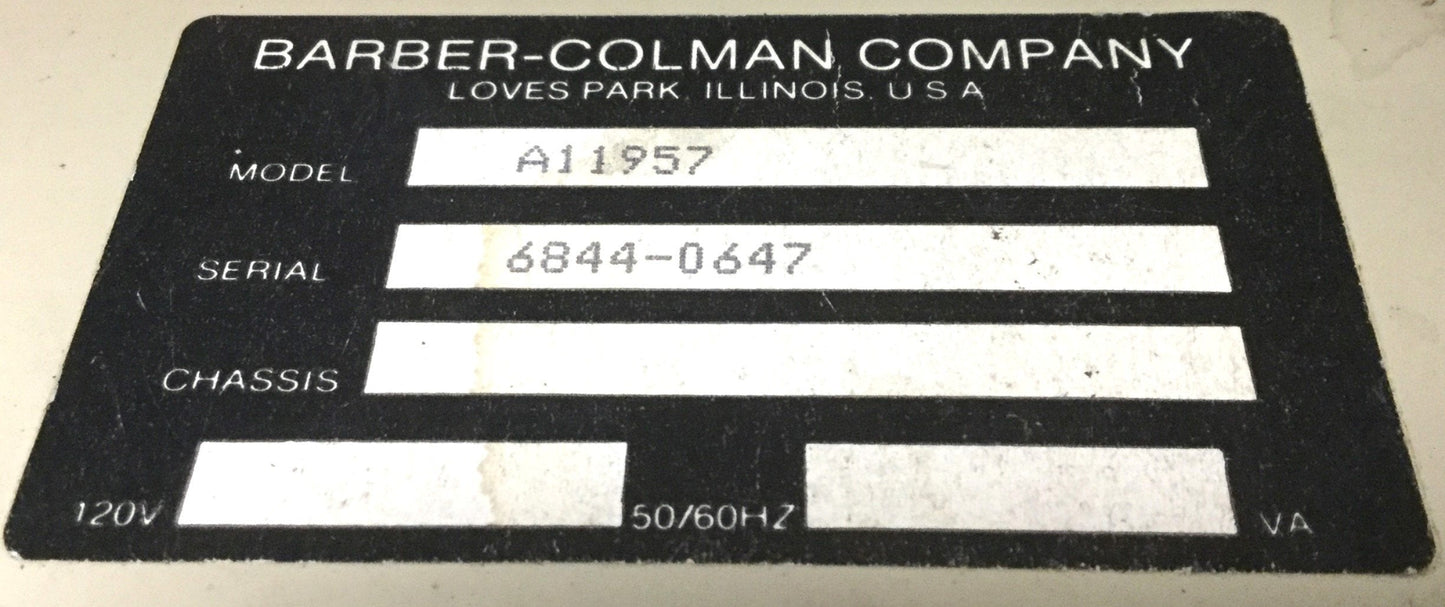 BARBER-COLMAN COMPANY
LOVES PARK, ILLINOIS, U S A
MODEL A11957
SERIAL 6844-0647
CHASSIS
120V 50/60HZ VA